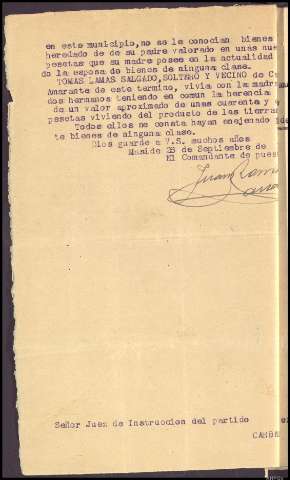 en este municipio, no se le conocian bienes
heredado de de su padre valorado en unas
pesetas que su madre posee en la actualidad
do la esposa de bienes de ninguna clase.
TOMAS LAMAS SALGADO, SOLTERO Y VECINO de
Amarante de este termino, vivia con la madre
dos hermanos teniendo en comun la herencia
de un valor aproximado de unas cuarenta y
pesetas viviendo del producto de las tierras
Todos ellos me consta hayan enejenado
te bienes de ninguna clase.
Dios guarde a V.S. muchos años
28 de Septiembre de
El Comandante de
Juan
Señor Juez de Instruccion del partido